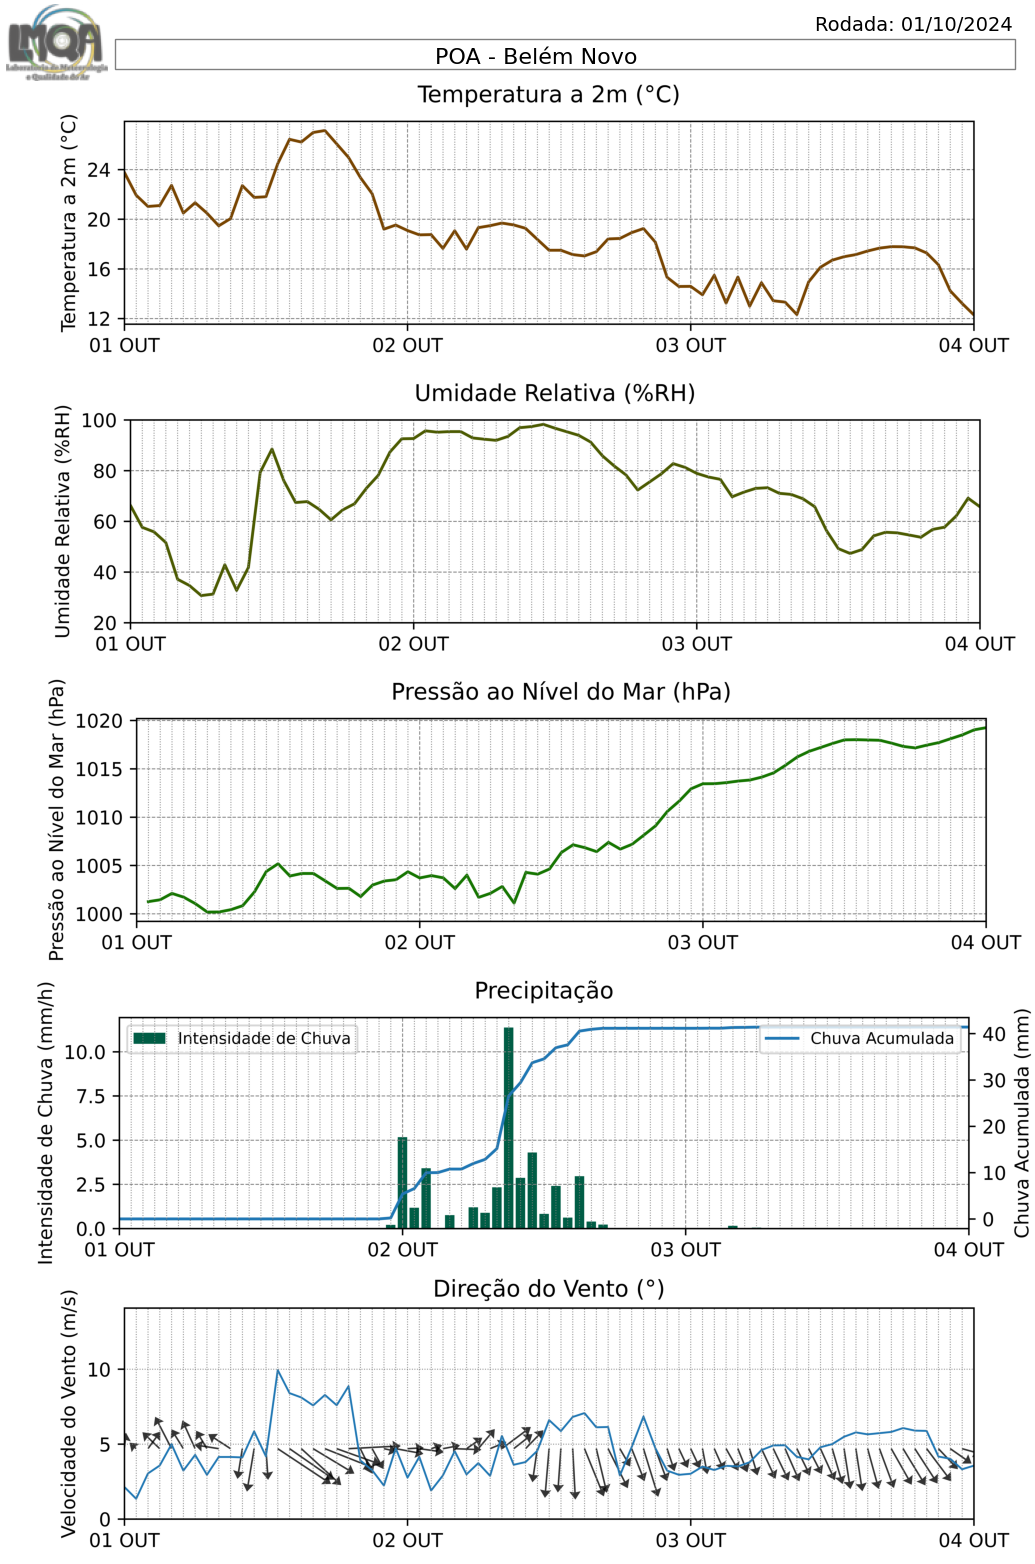 LMQA
Laboratório de Meteorologia
e Qualidade do Ar
Rodada: 01/10/2024
POA - Belém Novo
Temperatura a 2m (°C)
Temperatura a 2m (°C)
24
20
16
12
01 OUT 02 OUT 03 OUT 04 OUT
Umidade Relativa (%RH)
Umidade Relativa (%RH)
100
80
60
40
20
01 OUT 02 OUT 03 OUT 04 OUT
Pressão ao Nível do Mar (hPa)
Pressão ao Nível do Mar (hPa)
1020
1015
1010
1005
1000
01 OUT 02 OUT 03 OUT 04 OUT
Precipitação
Intensidade de Chuva (mm/h)
Intensidade de Chuva
Chuva Acumulada
10.0
7.5
5.0
2.5
0.0
40
30
20
10
0
Chuva Acumulada (mm)
01 OUT 02 OUT 03 OUT 04 OUT
Direção do Vento (°)
Velocidade do Vento (m/s)
10
5
0
01 OUT 02 OUT 03 OUT 04 OUT